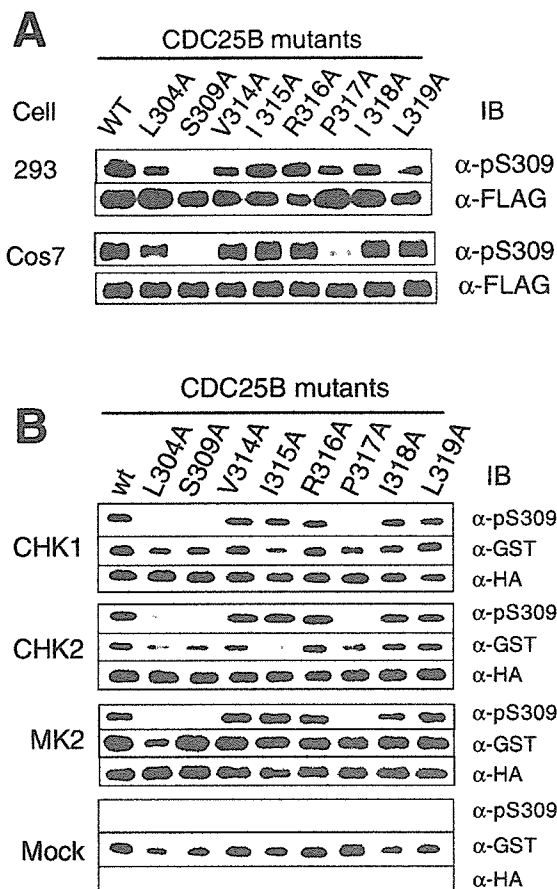 A
CDC25B mutants
Cell WT L304A S309A V314A I315A R316A P317A I318A L319A IB
293 α-pS309
α-FLAG
Cos7 α-pS309
α-FLAG
B
CDC25B mutants
wt L304A S309A V314A I315A R316A P317A I318A L319A IB
CHK1 α-pS309
α-GST
α-HA
CHK2 α-pS309
α-GST
α-HA
MK2 α-pS309
α-GST
α-HA
Mock α-pS309
α-GST
α-HA